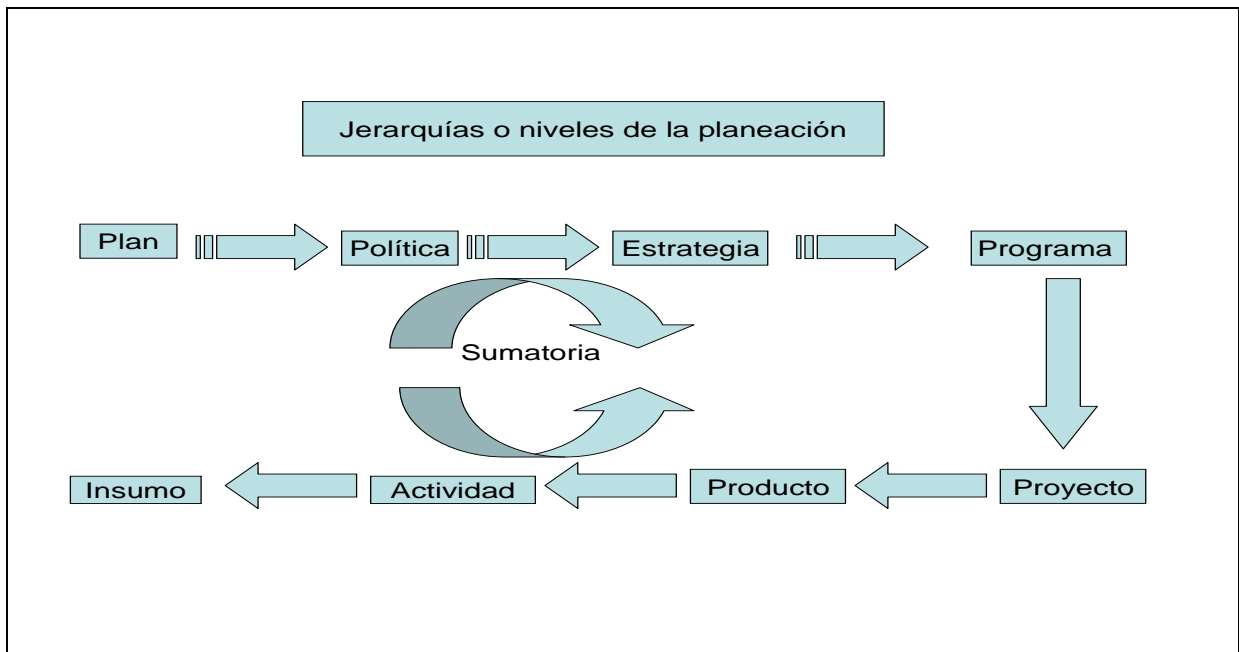 Jerarquías o niveles de la planeación
Plan
Política
Estrategia
Programa
Sumatoria
Insumo
Actividad
Producto
Proyecto